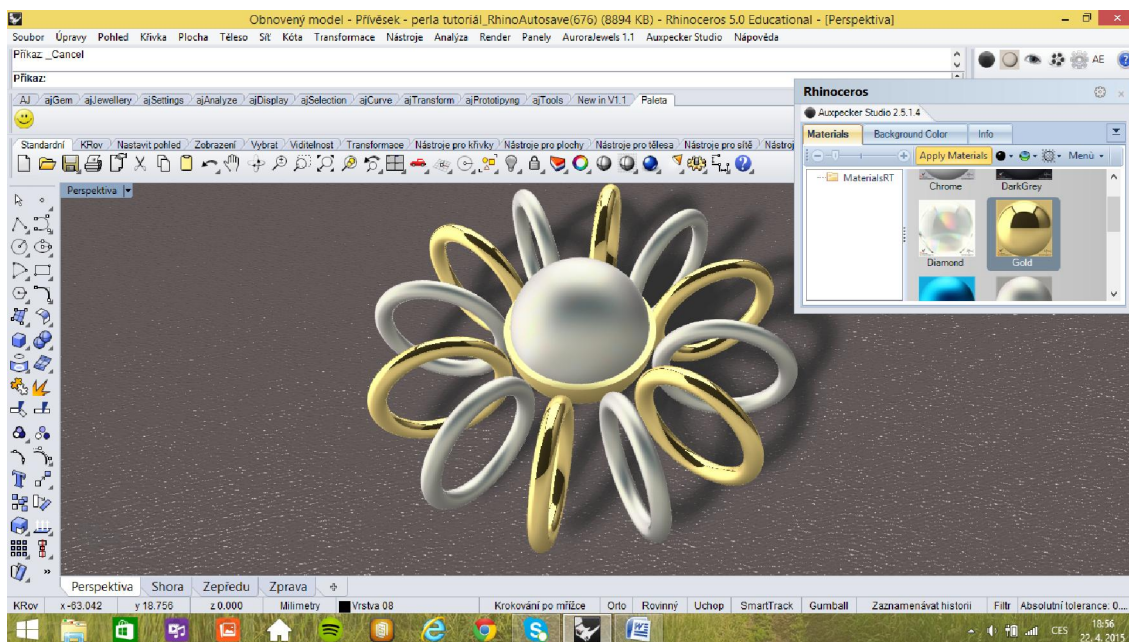 Obnovený model - Přívěsek - perla tutoriál_RhinoAutosave(676) (8894 KB) - Rhinoceros 5.0 Educational - [Perspektiva]
Soubor Úpravy Pohled Křivka Plocha Těleso Síť Kóta Transformace Nástroje Analýza Render Panely AuroraJewels 1.1 Auxpecker Studio Nápověda
Příkaz: _Cancel
Příkaz:
AE
AJ ajGem ajJewellery ajSettings ajAnalyze ajDisplay ajSelection ajCurve ajTransform ajPrototipyng ajTools New in V1.1 Paleta
Standardní KRov Nastavit pohled Zobrazení Vybrat Viditelnost Transformace Nástroje pro křivky Nástroje pro plochy Nástroje pro tělesa Nástroje pro sítě Nástroj
Rhinoceros
Auxpecker Studio 2.5.1.4
Materials Background Color Info
Apply Materials Menü
MaterialsRT
Chrome DarkGrey
Diamond Gold
Perspektiva
Perspektiva Shora Zepředu Zprava
KRov x -63.042 y 18.756 z 0.000 Milimetry Vrstva 08 Krokování po mřížce Orto Rovinný Uchop SmartTrack Gumball Zaznamenávat historii Filtr Absolutní tolerance: 0....
CES 18:56
22.4.2015